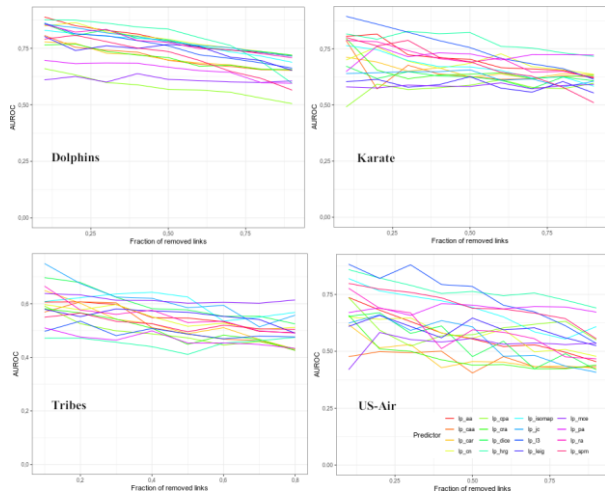 0.75
0.50
0.25
0.00
AUROC
Dolphins
0.25
0.50
0.75
Fraction of removed links
0.75
0.50
0.25
0.00
AUROC
Karate
0.25
0.50
0.75
Fraction of removed links
0.6
0.4
0.2
0.0
AUROC
Tribes
0.2
0.4
0.6
0.8
Fraction of removed links
0.75
0.50
0.25
0.00
AUROC
US-Air
Predictor
lp_aa
lp_caa
lp_car
lp_cn
lp_cpa
lp_cra
lp_dice
lp_hrg
lp_isomap
lp_jc
lp_l3
lp_leig
lp_mce
lp_pa
lp_ra
lp_spm
0.25
0.50
0.75
Fraction of removed links